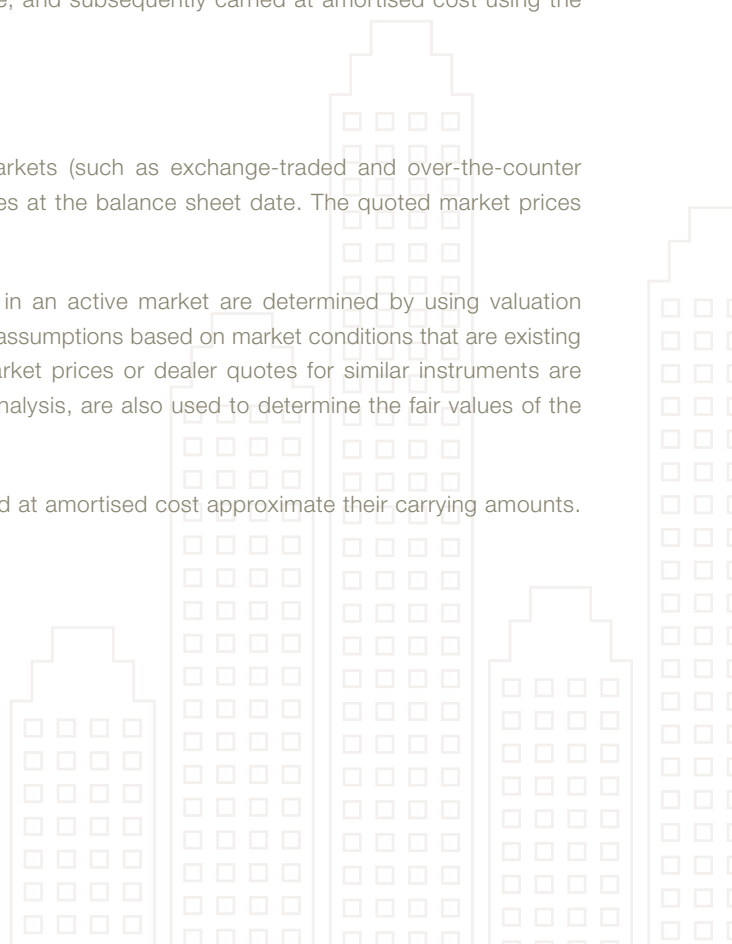 , and subsequently carried at amortised cost using the
arkets (such as exchange-traded and over-the-counter
es at the balance sheet date. The quoted market prices
in an active market are determined by using valuation
assumptions based on market conditions that are existing
arket prices or dealer quotes for similar instruments are
nalysis, are also used to determine the fair values of the
d at amortised cost approximate their carrying amounts.